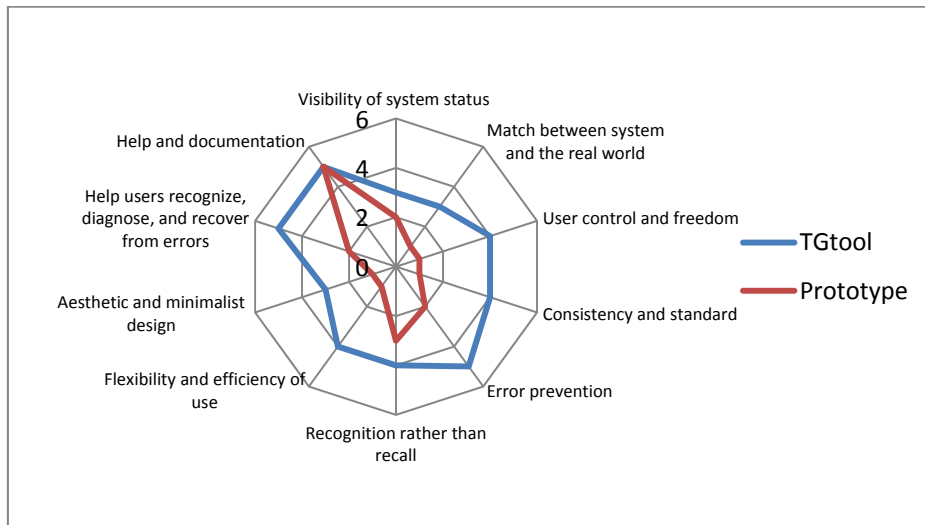 Visibility of system status
6
Help and documentation
Match between system
and the real world
4
Help users recognize,
diagnose, and recover
from errors
2
User control and freedom
TGtool
0
Prototype
Aesthetic and minimalist
design
Consistency and standard
Flexibility and efficiency of
use
Error prevention
Recognition rather than
recall